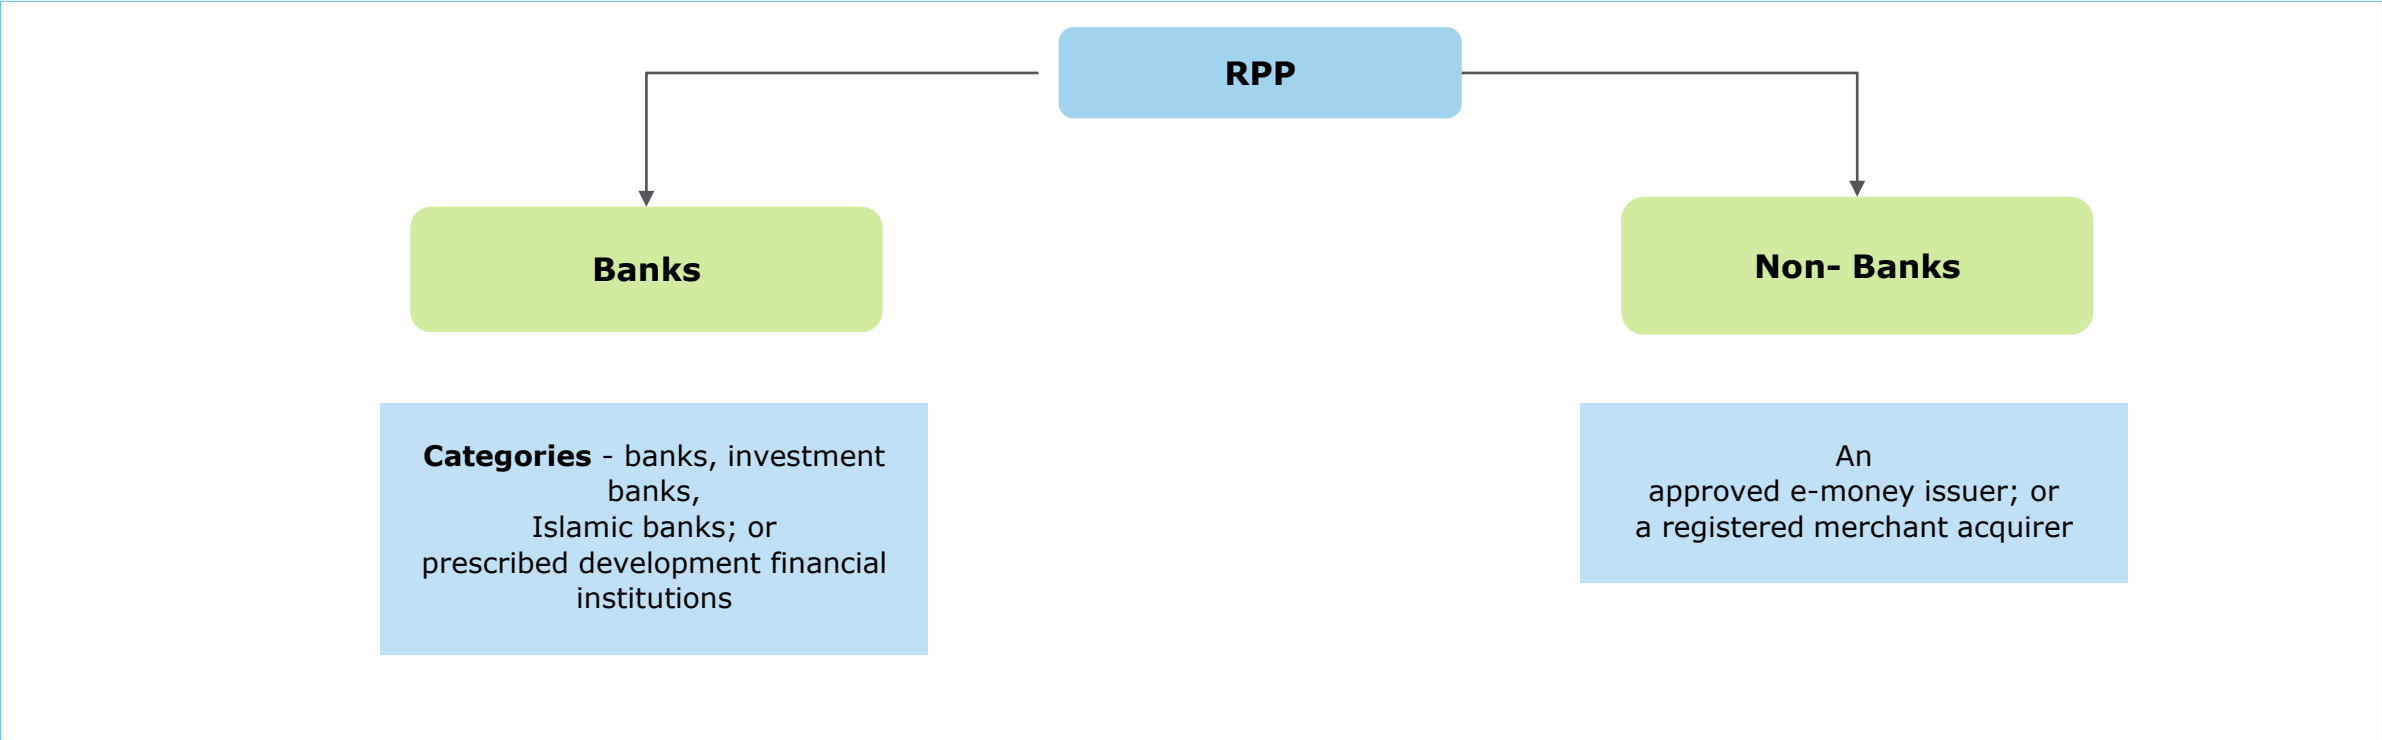 RPP
Banks
Non- Banks
Categories - banks, investment
banks,
Islamic banks; or
prescribed development financial
institutions
An
approved e-money issuer; or
a registered merchant acquirer